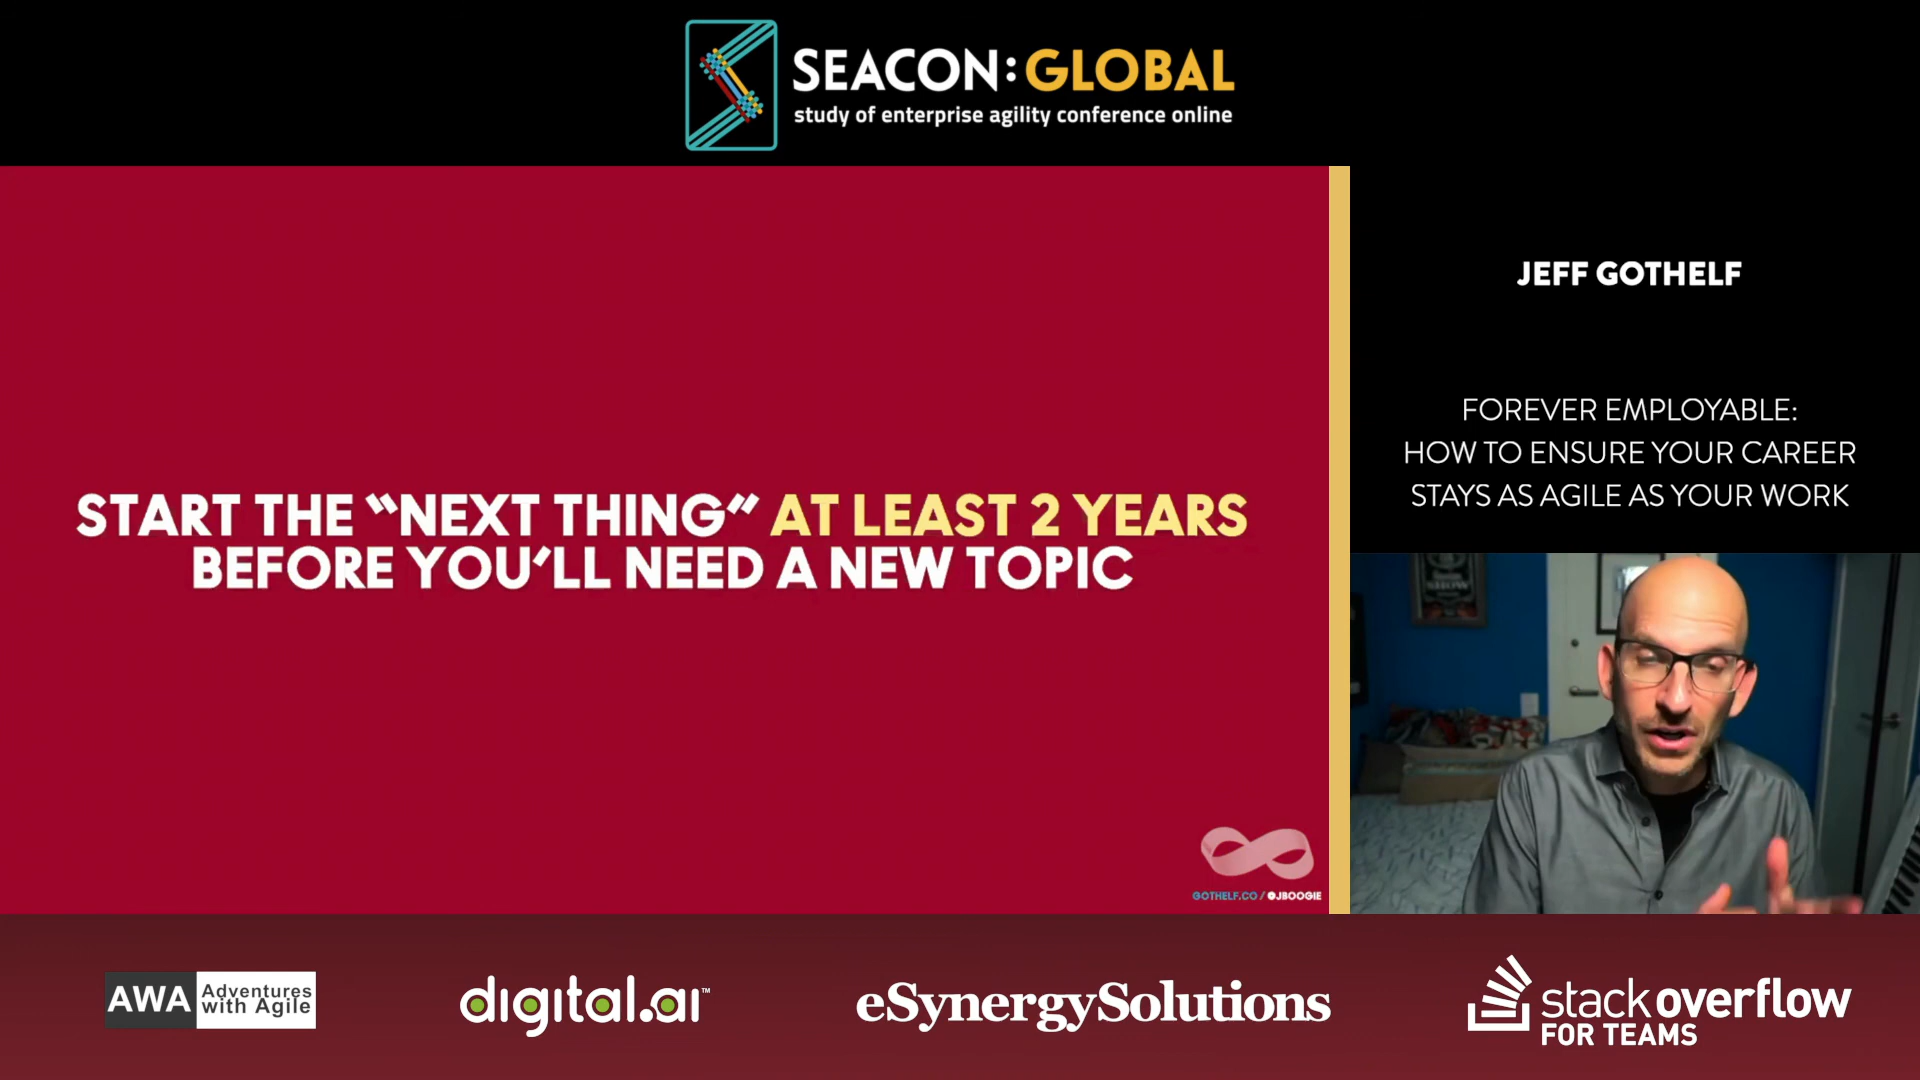 SEACON:GLOBAL
study of enterprise agility conference online
START THE “NEXT THING” AT LEAST 2 YEARS
BEFORE YOU’LL NEED A NEW TOPIC
GOTHELF.CO / @JBOOGIE
JEFF GOTHELF
FOREVER EMPLOYABLE:
HOW TO ENSURE YOUR CAREER
STAYS AS AGILE AS YOUR WORK
AWA Adventures
with Agile
digital.ai™
eSynergySolutions
stackoverflow
FOR TEAMS